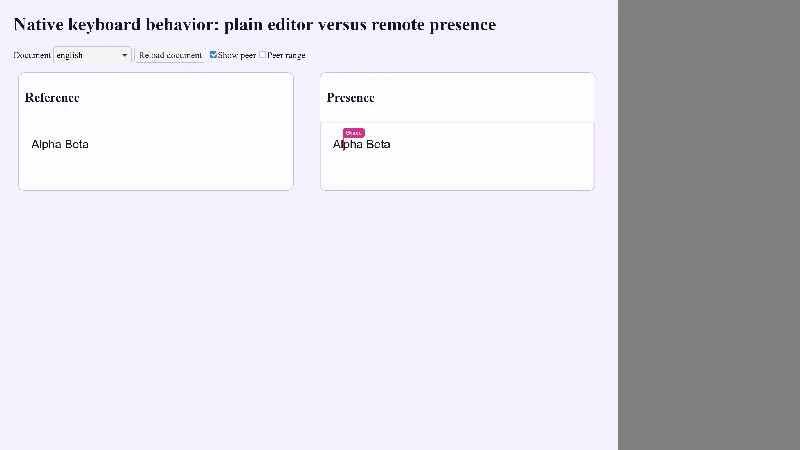 Native keyboard behavior: plain editor versus remote presence
Document english Reload document Show peer Peer range
Reference
Presence
Alpha Beta
Grace
Alpha Beta